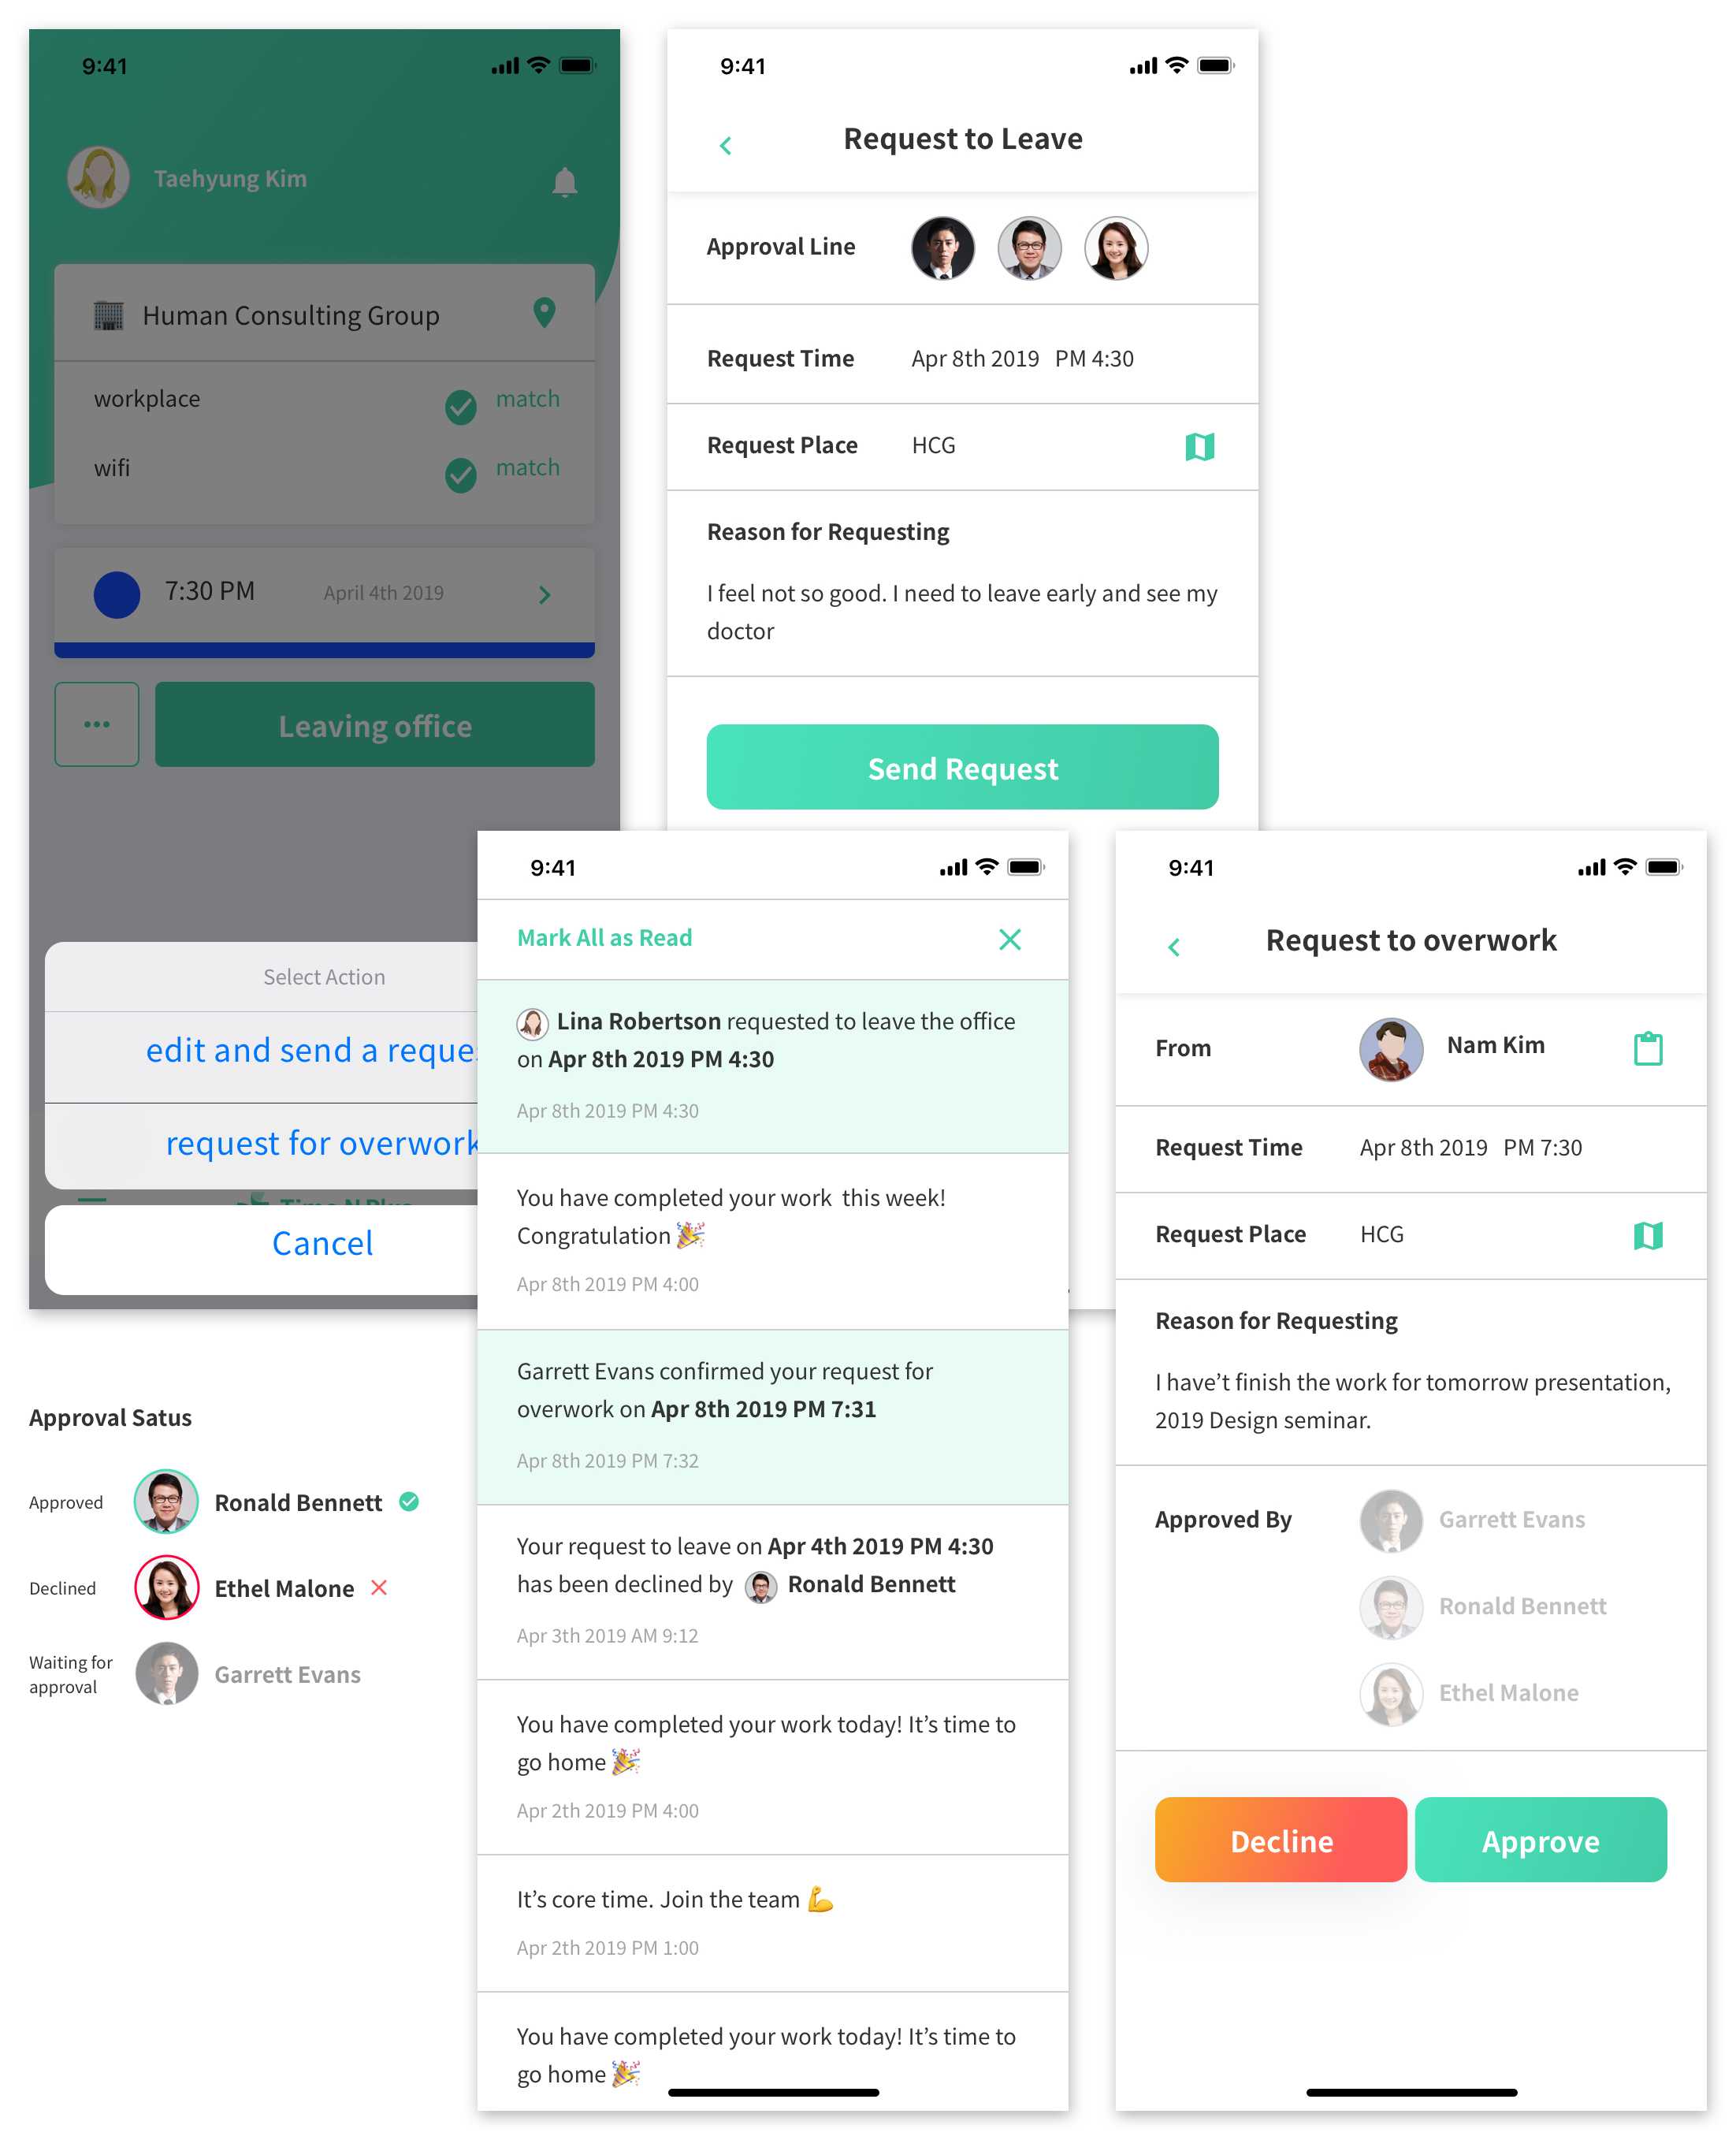 9:41
Taehyung Kim
Human Consulting Group
workplace
match
wifi
match
7:30 PM
April 4th 2019
Leaving office
Select Action
edit and send a reques
request for overwork
Time N Plus
Cancel
9:41
Request to Leave
Approval Line
Request Time Apr 8th 2019 PM 4:30
Request Place HCG
Reason for Requesting
I feel not so good. I need to leave early and see my
doctor
Send Request
9:41
Mark All as Read
Lina Robertson requested to leave the office
on Apr 8th 2019 PM 4:30
Apr 8th 2019 PM 4:30
You have completed your work this week!
Congratulation
Apr 8th 2019 PM 4:00
Garrett Evans confirmed your request for
overwork on Apr 8th 2019 PM 7:31
Apr 8th 2019 PM 7:32
Your request to leave on Apr 4th 2019 PM 4:30
has been declined by Ronald Bennett
Apr 3th 2019 AM 9:12
You have completed your work today! It’s time to
go home
Apr 2th 2019 PM 4:00
It’s core time. Join the team
Apr 2th 2019 PM 1:00
You have completed your work today! It’s time to
go home
9:41
Request to overwork
From Nam Kim
Request Time Apr 8th 2019 PM 7:30
Request Place HCG
Reason for Requesting
I have’t finish the work for tomorrow presentation,
2019 Design seminar.
Approved By Garrett Evans
Ronald Bennett
Ethel Malone
Decline
Approve
Approval Satus
Approved Ronald Bennett
Declined Ethel Malone
Waiting for
approval
Garrett Evans